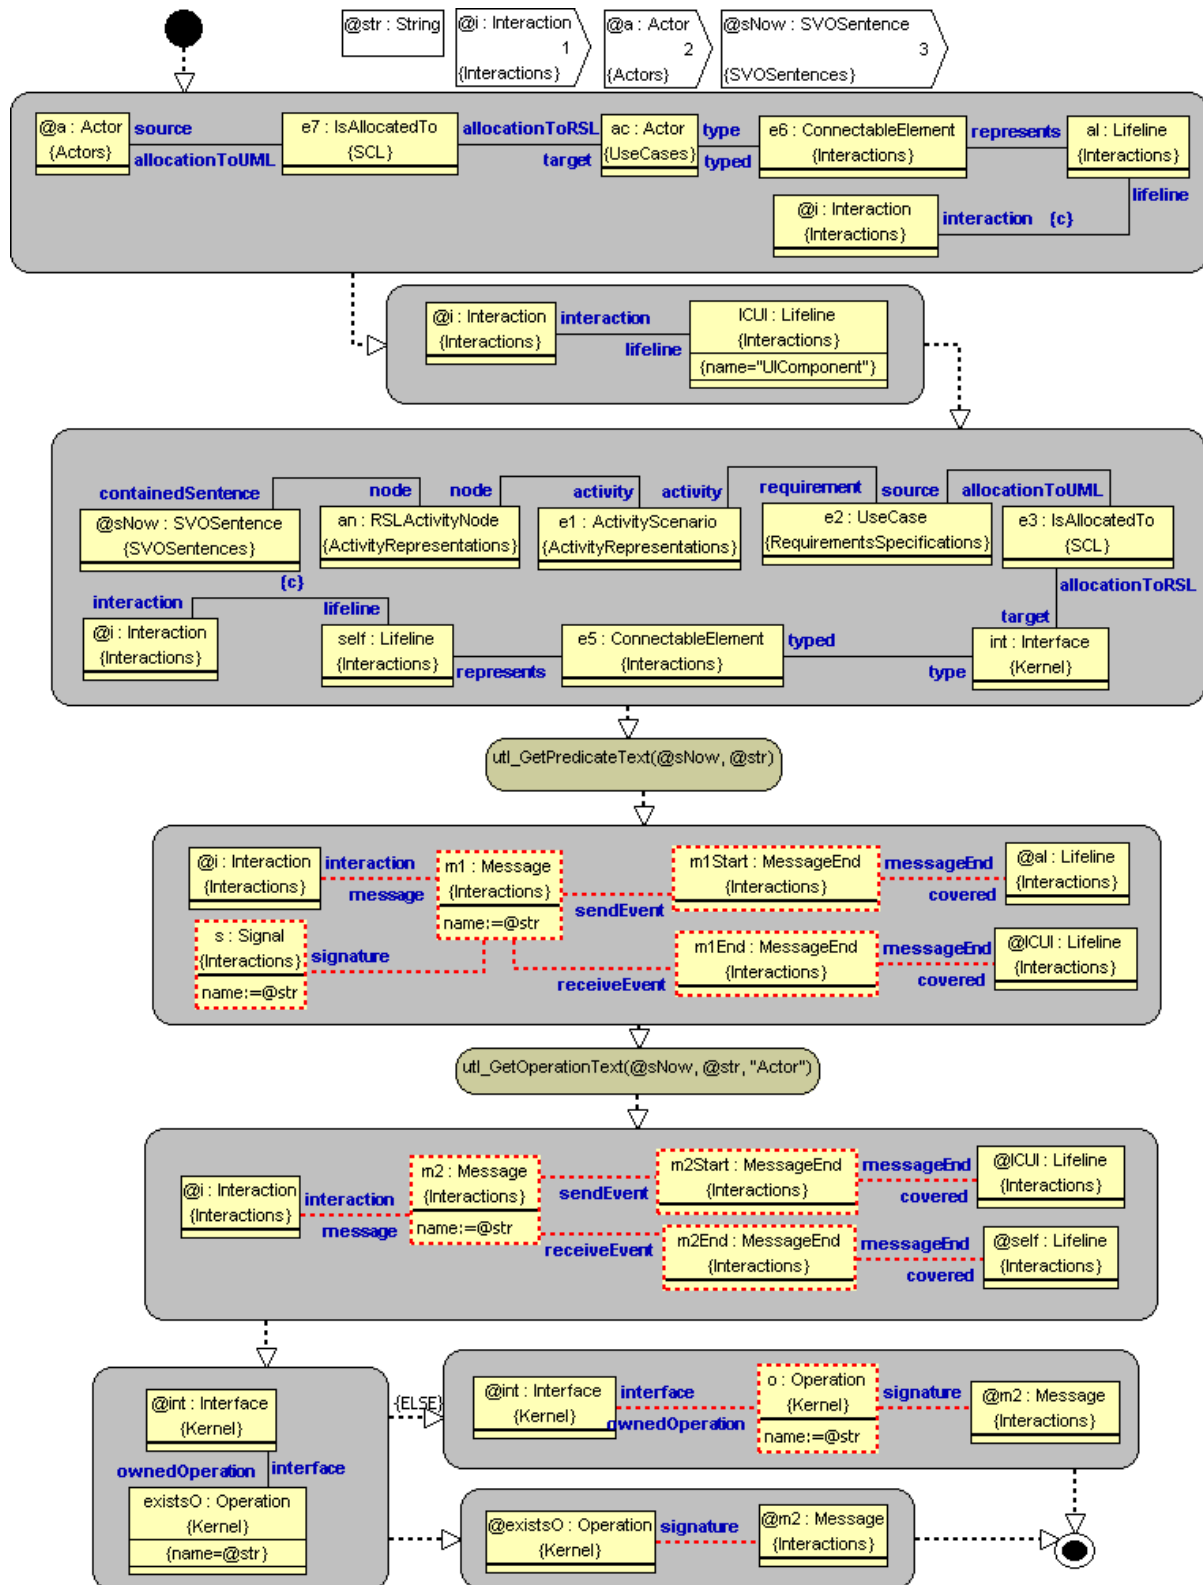 @str : String
@i : Interaction
1
{Interactions}
@a : Actor
2
{Actors}
@sNow : SVOSentence
3
{SVOSentences}
@a : Actor
{Actors}
source
allocationToUML
e7 : IsAllocatedTo
{SCL}
allocationToRSL
target
ac : Actor
{UseCases}
type
typed
e6 : ConnectableElement
{Interactions}
represents
al : Lifeline
{Interactions}
lifeline
@i : Interaction
{Interactions}
interaction {c}
@i : Interaction
{Interactions}
interaction
lifeline
lCUI : Lifeline
{Interactions}
{name="UIComponent"}
containedSentence
node
node
activity
activity
requirement
source
allocationToUML
@sNow : SVOSentence
{SVOSentences}
an : RSLActivityNode
{ActivityRepresentations}
e1 : ActivityScenario
{ActivityRepresentations}
e2 : UseCase
{RequirementsSpecifications}
e3 : IsAllocatedTo
{SCL}
{c}
allocationToRSL
interaction
lifeline
target
@i : Interaction
{Interactions}
self : Lifeline
{Interactions}
represents
e5 : ConnectableElement
{Interactions}
typed
type
int : Interface
{Kernel}
utl_GetPredicateText(@sNow, @str)
@i : Interaction
{Interactions}
interaction
message
m1 : Message
{Interactions}
name:=@str
sendEvent
m1Start : MessageEnd
{Interactions}
messageEnd
covered
@al : Lifeline
{Interactions}
s : Signal
{Interactions}
name:=@str
signature
receiveEvent
m1End : MessageEnd
{Interactions}
messageEnd
covered
@lCUI : Lifeline
{Interactions}
utl_GetOperationText(@sNow, @str, "Actor")
@i : Interaction
{Interactions}
interaction
message
m2 : Message
{Interactions}
name:=@str
sendEvent
m2Start : MessageEnd
{Interactions}
messageEnd
covered
@lCUI : Lifeline
{Interactions}
receiveEvent
m2End : MessageEnd
{Interactions}
messageEnd
covered
@self : Lifeline
{Interactions}
@int : Interface
{Kernel}
ownedOperation
interface
existsO : Operation
{Kernel}
{name=@str}
{ELSE}
@int : Interface
{Kernel}
interface
ownedOperation
o : Operation
{Kernel}
name:=@str
signature
@m2 : Message
{Interactions}
@existsO : Operation
{Kernel}
signature
@m2 : Message
{Interactions}